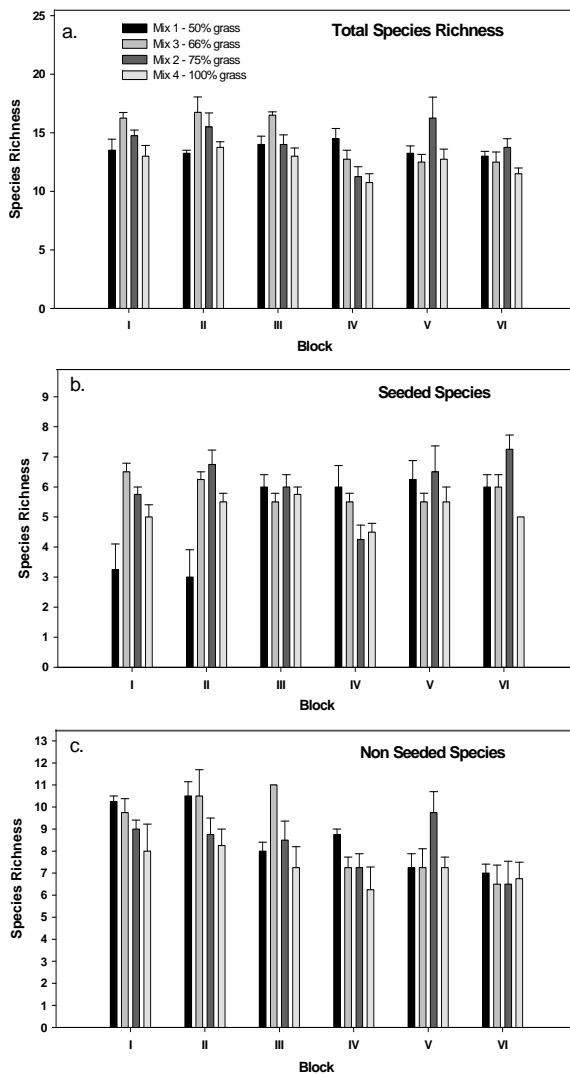 a.
Total Species Richness
Mix 1 - 50% grass
Mix 3 - 66% grass
Mix 2 - 75% grass
Mix 4 - 100% grass
Species Richness
25
20
15
10
5
0
I II III IV V VI
Block
b.
Seeded Species
Species Richness
9
8
7
6
5
4
3
2
1
0
I II III IV V VI
Block
c.
Non Seeded Species
Species Richness
13
12
11
10
9
8
7
6
5
4
3
2
1
0
I II III IV V VI
Block